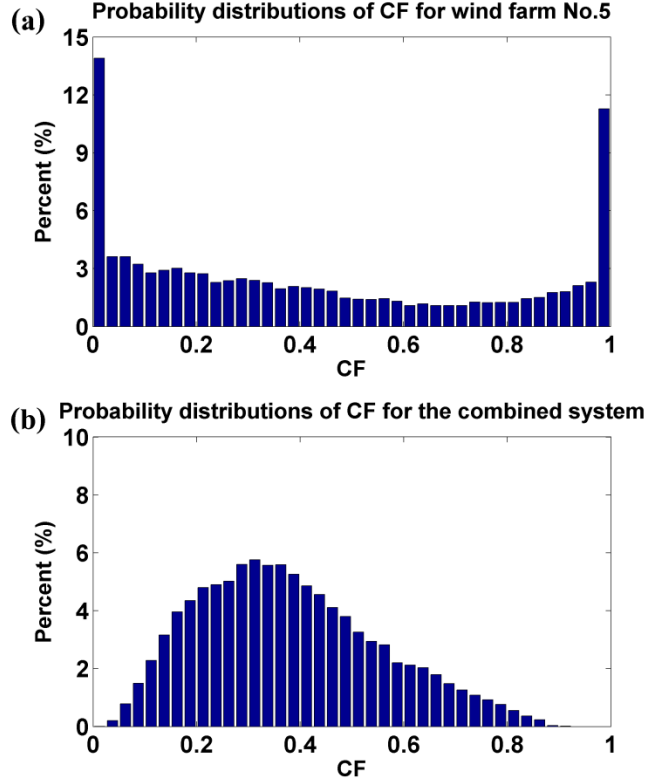 (a) Probability distributions of CF for wind farm No.5
15
12
9
6
3
0
Percent (%)
0 0.2 0.4 0.6 0.8 1
CF
(b) Probability distributions of CF for the combined system
10
8
6
4
2
0
Percent (%)
0 0.2 0.4 0.6 0.8 1
CF